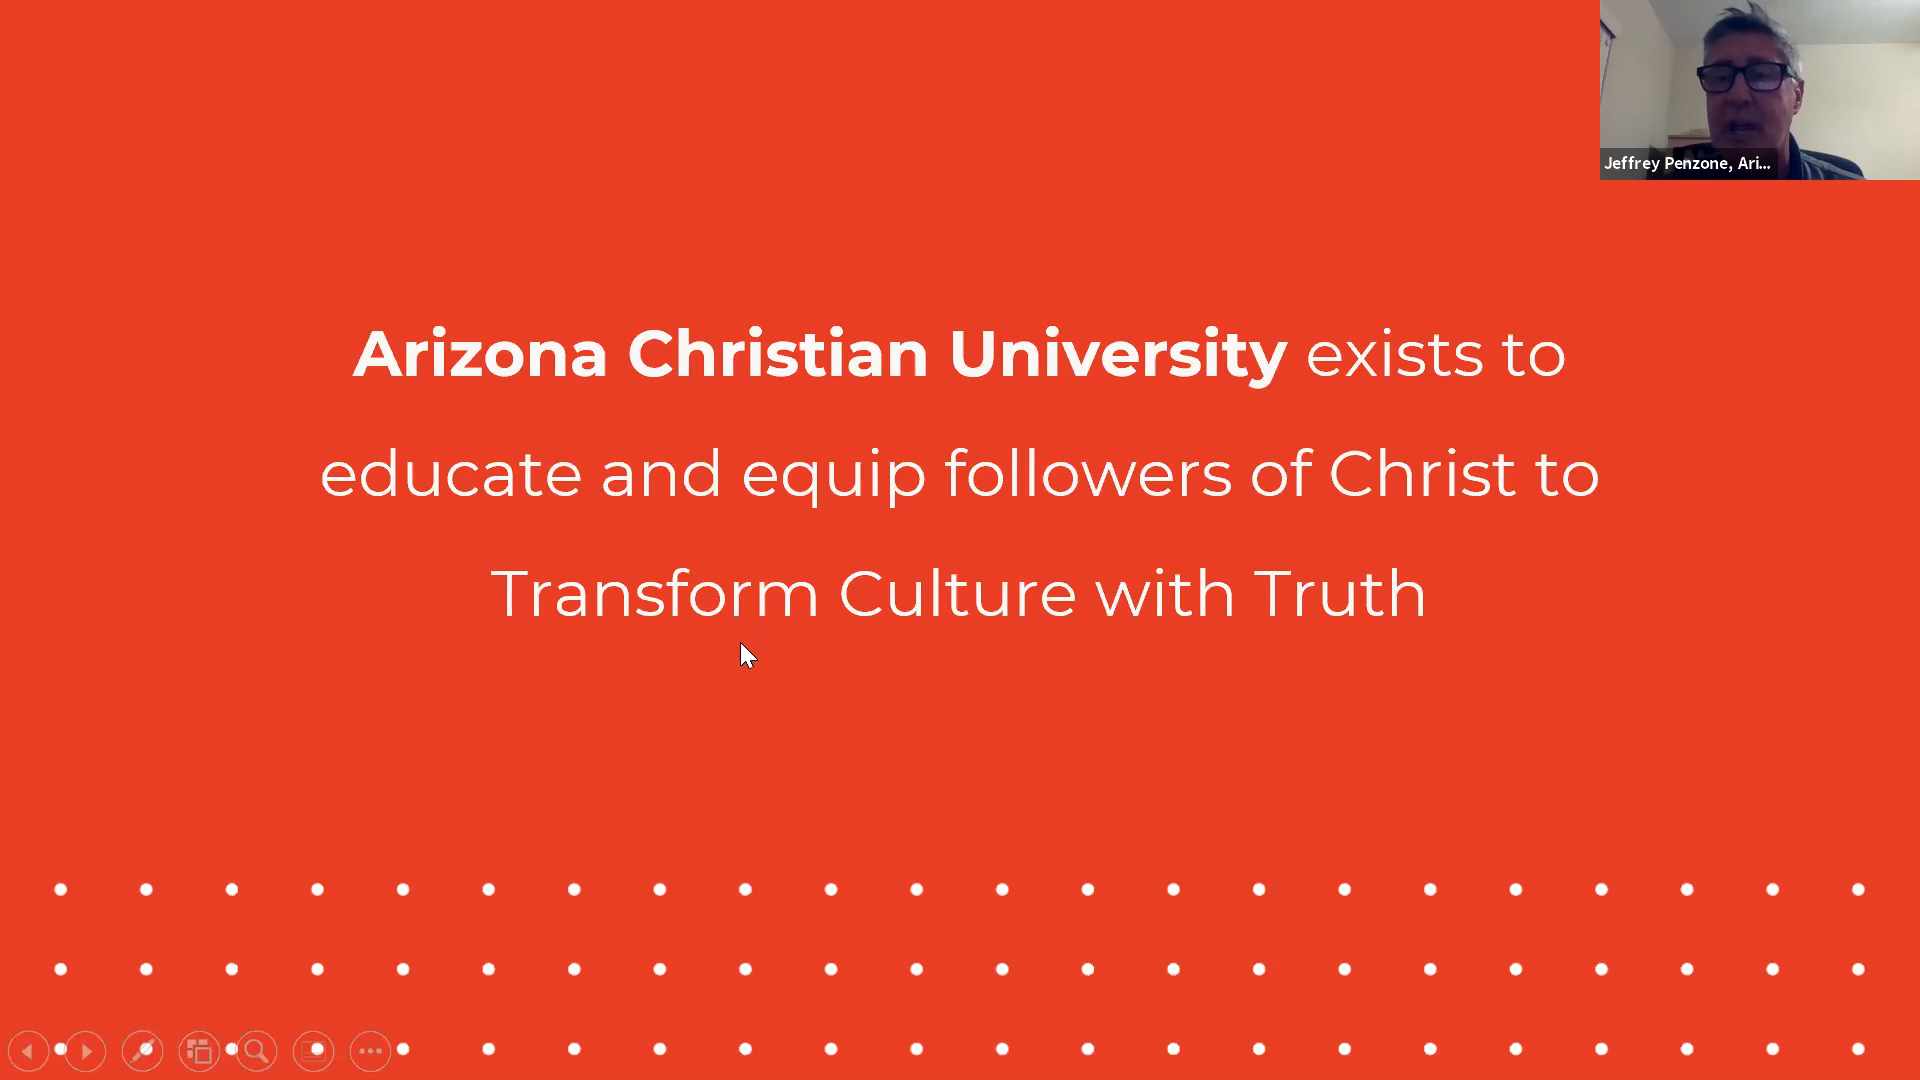 Jeffrey Penzone, Ari...
Arizona Christian University exists to
educate and equip followers of Christ to
Transform Culture with Truth